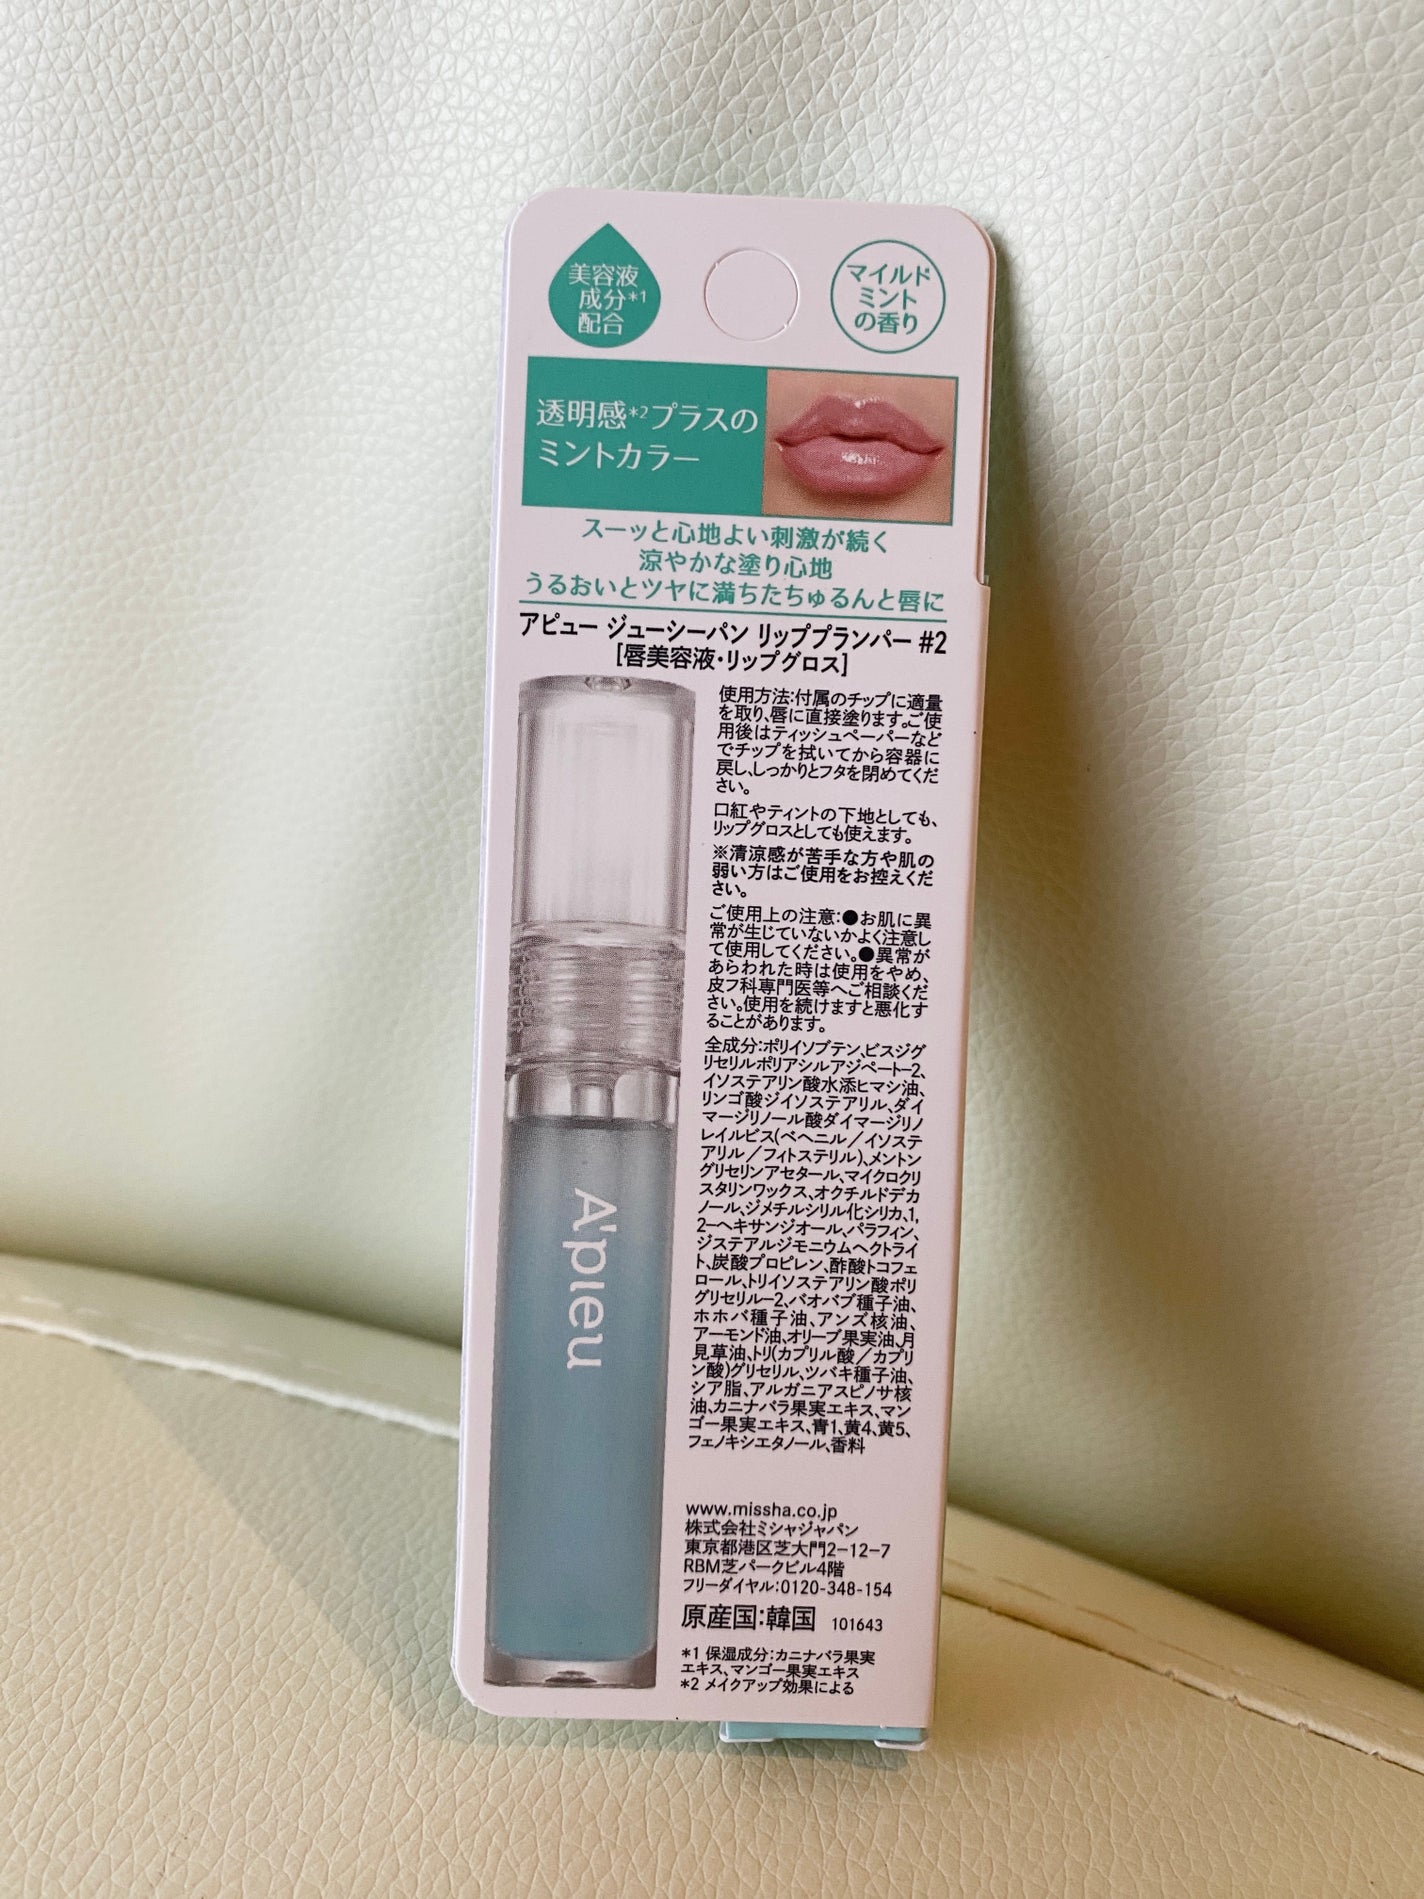 美容液
成分*1
配合
マイルド
ミント
の香り
透明感*2プラスの
ミントカラー
スーッと心地よい刺激が続く
涼やかな塗り心地
うるおいとツヤに満ちたちゅるんと唇に
アピュー ジューシーパン リッププランパー #2
[唇美容液・リップグロス]
使用方法:付属のチップに適量
を取り、唇に直接塗ります。ご使
用後はティッシュペーパーなど
でチップを拭いてから容器に
戻し、しっかりとフタを閉めてくだ
さい。
口紅やティントの下地としても、
リップグロスとしても使えます。
※清涼感が苦手な方や肌の
弱い方はご使用をお控えくだ
さい。
ご使用上の注意:●お肌に異
常が生じていないかよく注意し
て使用してください。●異常が
あらわれた時は使用をやめ、
皮フ科専門医等へご相談くだ
さい。使用を続けますと悪化す
ることがあります。
全成分:ポリイソブテン、ビスジグ
リセリルポリアシルアジペート-2、
イソステアリン酸水添ヒマシ油、
リンゴ酸ジイソステアリル、ダイ
マージリノール酸ダイマージリノ
レイルビス(ベヘニル/イソステ
アリル/フィトステリル)、メントン
グリセリンアセタール、マイクロクリ
スタリンワックス、オクチルドデカ
ノール、ジメチルシリル化シリカ、1,
2-ヘキサンジオール、パラフィン、
ジステアルジモニウムヘクトライ
ト、炭酸プロピレン、酢酸トコフェ
ロール、トリイソステアリン酸ポリ
グリセリル-2、バオバブ種子油、
ホホバ種子油、アンズ核油、
アーモンド油、オリーブ果実油、月
見草油、トリ(カプリル酸/カプリ
ン酸)グリセリル、ツバキ種子油、
シア脂、アルガニアスピノサ核
油、カニナバラ果実エキス、マン
ゴー果実エキス、青1、黄4、黄5、
フェノキシエタノール、香料
A'pieu
www.missha.co.jp
株式会社ミシャジャパン
東京都港区芝大門2-12-7
RBM芝パークビル4階
フリーダイヤル:0120-348-154
原産国:韓国 101643
*1 保湿成分:カニナバラ果実
エキス、マンゴー果実エキス
*2 メイクアップ効果による